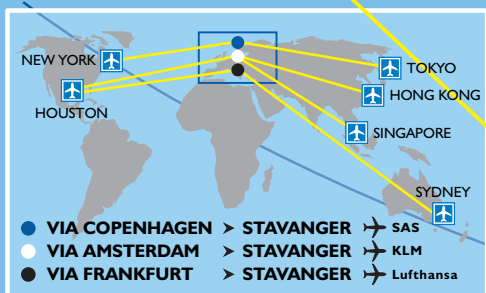 NEW YORK
TOKYO
HONG KONG
HOUSTON
SINGAPORE
SYDNEY
VIA COPENHAGEN > STAVANGER SAS
VIA AMSTERDAM > STAVANGER KLM
VIA FRANKFURT > STAVANGER Lufthansa